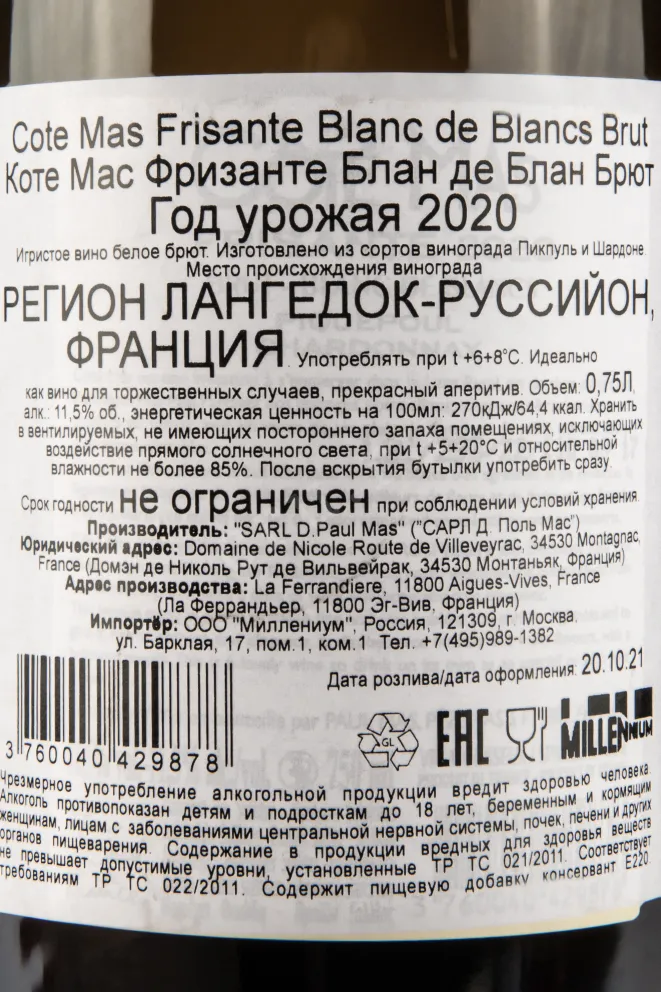 Cote Mas Frisante Blanc de Blancs Brut
Коте Мас Фризанте Блан де Блан Брют
Год урожая 2020
Игристое вино белое брют. Изготовлено из сортов винограда Пикпуль и Шардоне.
Место происхождения винограда
РЕГИОН ЛАНГЕДОК-РУССИЙОН,
ФРАНЦИЯ. Употреблять при t +6+8°C. Идеально
как вино для торжественных случаев, прекрасный аперитив. Объем: 0,75Л,
алк.: 11,5% об., энергетическая ценность на 100мл: 270кДж/64,4 ккал. Хранить
в вентилируемых, не имеющих постороннего запаха помещениях, исключающих
воздействие прямого солнечного света, при t +5+20°C и относительной
влажности не более 85%. После вскрытия бутылки употребить сразу.
Срок годности не ограничен при соблюдении условий хранения.
Производитель: "SARL D.Paul Mas" ("САРЛ Д. Поль Мас")
Юридический адрес: Domaine de Nicole Route de Villeveyrac, 34530 Montagnac,
France (Домэн де Николь Рут де Вильвейрак, 34530 Монтаньяк, Франция)
Адрес производства: La Ferrandiere, 11800 Aigues-Vives, France
(Ла Феррандьер, 11800 Эг-Вив, Франция)
Импортёр: ООО "Миллениум", Россия, 121309, г. Москва.
ул. Барклая, 17, пом.1, ком.1 Тел. +7(495)989-1382
Дата розлива/дата оформления: 20.10.21
3 760040 429878
AGL
EAC
MILLENNIUM
Чрезмерное употребление алкогольной продукции вредит здоровью человека.
Алкоголь противопоказан детям и подросткам до 18 лет, беременным и кормящим
женщинам, лицам с заболеваниями центральной нервной системы, почек, печени и других
органов пищеварения. Содержание в продукции вредных для здоровья веществ
не превышает допустимые уровни, установленные ТР ТС 021/2011. Соответствует
требованиям ТР ТС 022/2011. Содержит пищевую добавку консервант Е220.